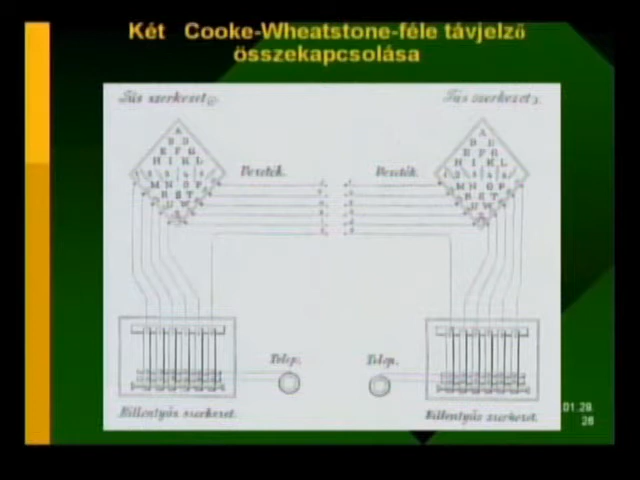 Két Cooke-Wheatstone-féle távjelző
összekapcsolása
Tűs szerkezet
Tűs szerkezet
A
B D
E F G
H I K L
M N O P
R S T
U W
Y
A
B D
E F G
H I K L
M N O P
R S T
U W
Y
Vezeték.
Vezeték.
Telep.
Telep.
Billentyűs szerkezet.
Billentyűs szerkezet.
.01.28.
26